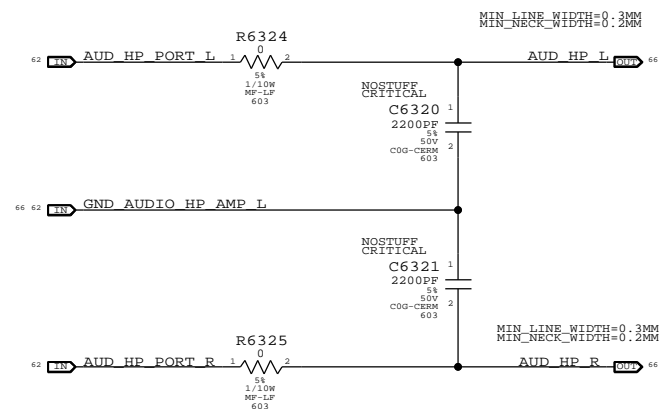 MIN_LINE_WIDTH=0.3MM
MIN_NECK_WIDTH=0.2MM
R6324
0
62 IN AUD_HP_PORT_L 1 2 AUD_HP_L OUT 66
5%
1/10W
MF-LF
603
NOSTUFF
CRITICAL
C6320 1
2200PF
5%
50V
C0G-CERM 2
603
66 62 IN GND_AUDIO_HP_AMP_L
NOSTUFF
CRITICAL
C6321 1
2200PF
5%
50V
C0G-CERM 2
603
MIN_LINE_WIDTH=0.3MM
MIN_NECK_WIDTH=0.2MM
R6325
0
62 IN AUD_HP_PORT_R 1 2 AUD_HP_R OUT 66
5%
1/10W
MF-LF
603